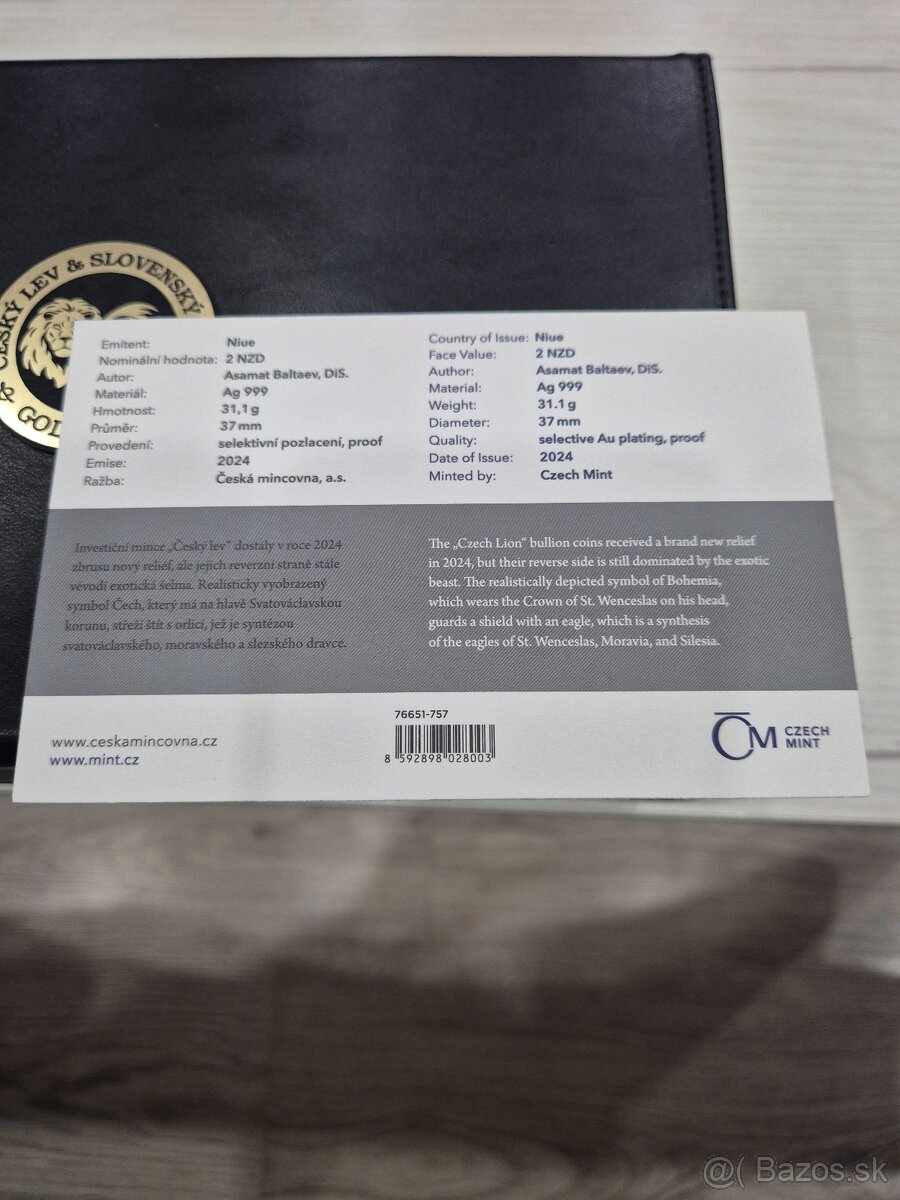 ČESKÝ LEV & SLOVENSKÝ
& GOL
Emitent: Niue
Nominální hodnota: 2 NZD
Autor: Asamat Baltaev, DiS.
Materiál: Ag 999
Hmotnost: 31,1 g
Průměr: 37 mm
Provedení: selektivní pozlacení, proof
Emise: 2024
Ražba: Česká mincovna, a.s.
Country of Issue: Niue
Face Value: 2 NZD
Author: Asamat Baltaev, DiS.
Material: Ag 999
Weight: 31.1 g
Diameter: 37 mm
Quality: selective Au plating, proof
Date of Issue: 2024
Minted by: Czech Mint
Investiční mince „Český lev“ dostaly v roce 2024
zbrusu nový reliéf, ale jejich reverzní straně stále
vévodí exotická šelma. Realisticky vyobrazený
symbol Čech, který má na hlavě Svatováclavskou
korunu, střeží štít s orlicí, jež je syntézou
svatováclavského, moravského a slezského dravce.
The „Czech Lion“ bullion coins received a brand new relief
in 2024, but their reverse side is still dominated by the exotic
beast. The realistically depicted symbol of Bohemia,
which wears the Crown of St. Wenceslas on his head,
guards a shield with an eagle, which is a synthesis
of the eagles of St. Wenceslas, Moravia, and Silesia.
www.ceskamincovna.cz
www.mint.cz
76651-757
8 592898 028003
ČM CZECH
MINT
@( Bazos.sk